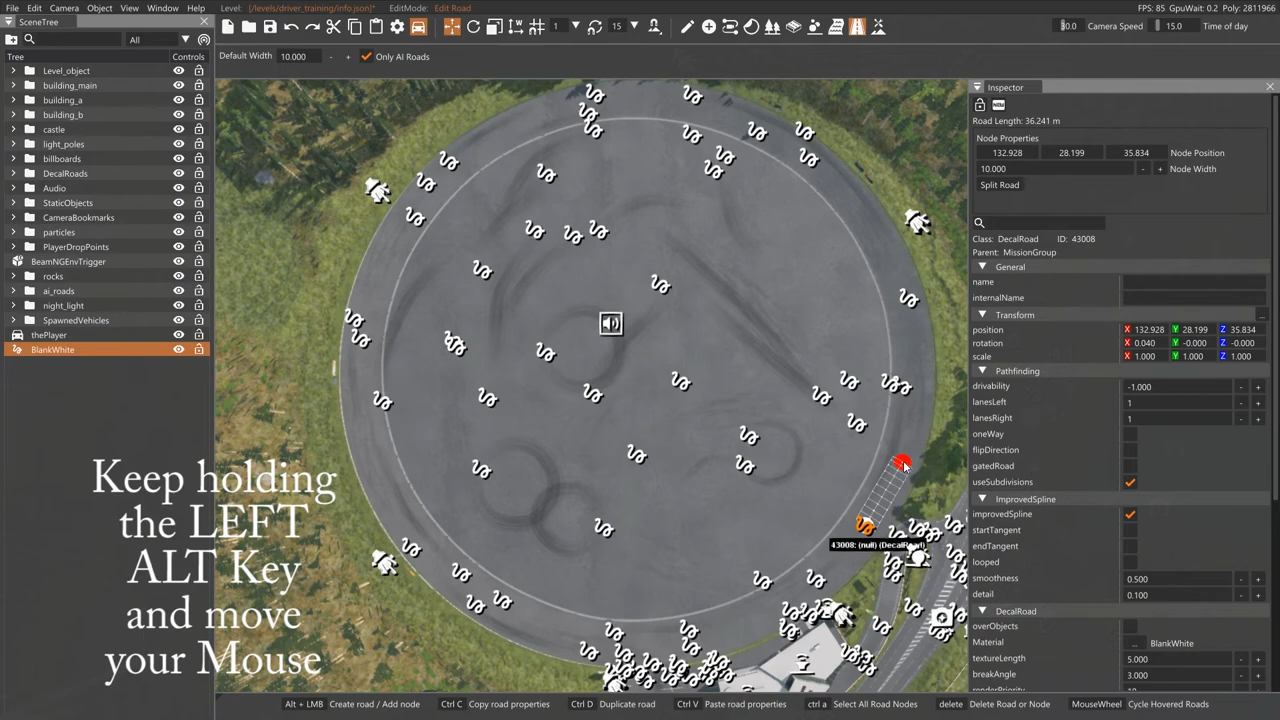 File Edit Camera Object View Window Help Level: [/levels/driver_training/info.json]* EditMode: Edit Road FPS: 85 GpuWait: 0.2 Poly: 2811966
SceneTree
All
1 15 Camera Speed 15.0 Time of day
Default Width 10.000 - + Only AI Roads
Tree Controls
Level_object
building_main
building_a
building_b
castle
light_poles
billboards
DecalRoads
Audio
StaticObjects
CameraBookmarks
particles
PlayerDropPoints
BeamNGEnvTrigger
rocks
ai_roads
night_light
SpawnedVehicles
thePlayer
BlankWhite
Keep holding
the LEFT
ALT Key
and move
your Mouse
43008: (null) (DecalRoad)
Inspector
Road Length: 36.241 m
Node Properties
132.928 28.199 35.834 Node Position
10.000 - + Node Width
Split Road
Class: DecalRoad ID: 43008
Parent: MissionGroup
General
name
internalName
Transform ...
position X 132.928 Y 28.199 Z 35.834
rotation X 0.040 Y -0.000 Z -0.000
scale X 1.000 Y 1.000 Z 1.000
Pathfinding
drivability -1.000 - +
lanesLeft 1 - +
lanesRight 1 - +
oneWay
flipDirection
gatedRoad
useSubdivisions
ImprovedSpline
improvedSpline
startTangent
endTangent
looped
smoothness 0.500 - +
detail 0.100 - +
DecalRoad
overObjects
Material ... BlankWhite
textureLength 5.000 - +
breakAngle 3.000 - +
renderPriority 10 - +
Alt + LMB Create road / Add node Ctrl C Copy road properties Ctrl D Duplicate road Ctrl V Paste road properties ctrl a Select All Road Nodes delete Delete Road or Node MouseWheel Cycle Hovered Roads